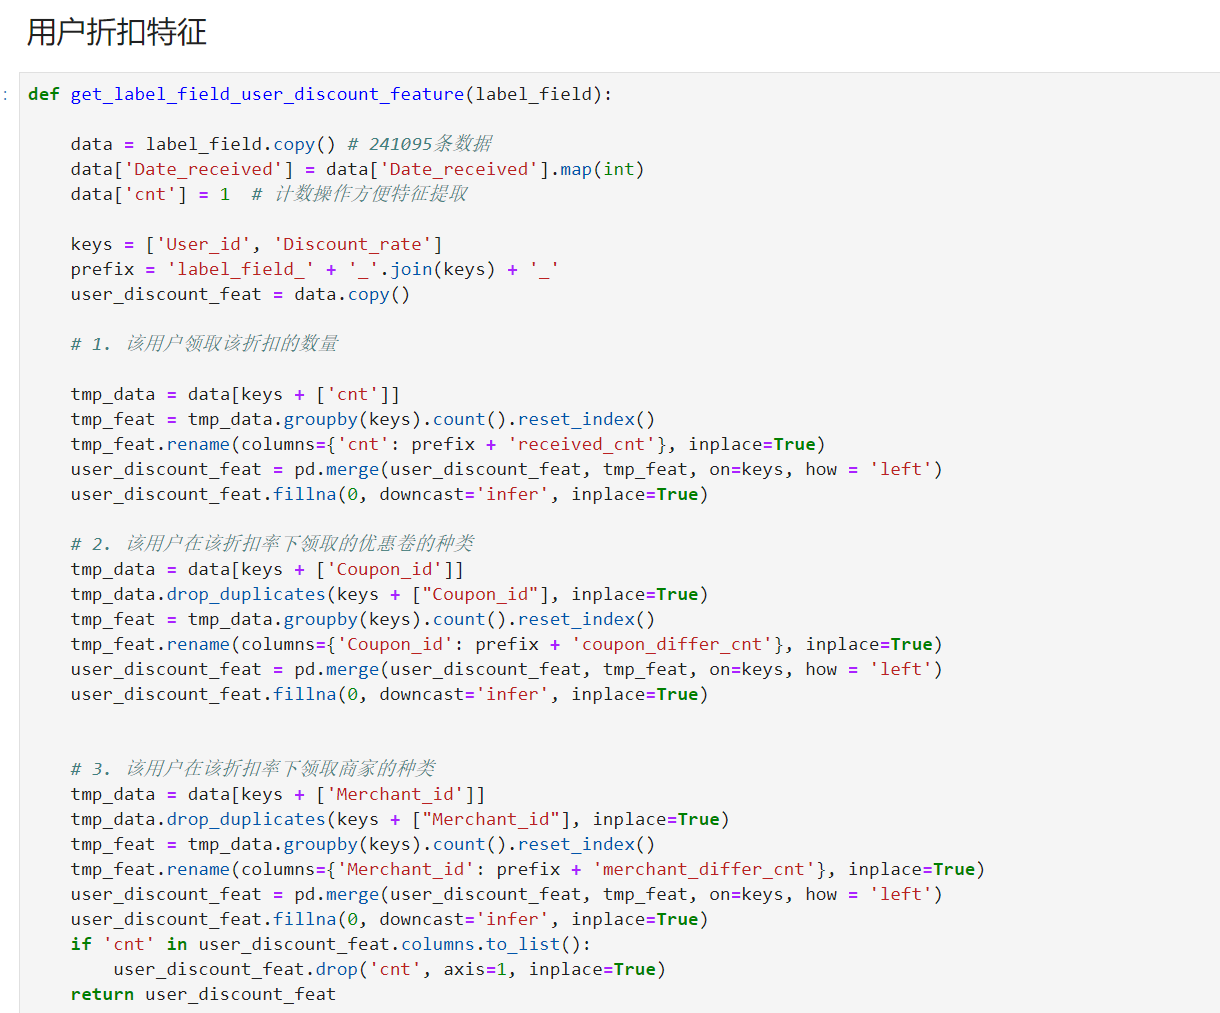 用户折扣特征
:
def get_label_field_user_discount_feature(label_field):
data = label_field.copy() # 241095条数据
data['Date_received'] = data['Date_received'].map(int)
data['cnt'] = 1  # 计数操作方便特征提取
keys = ['User_id', 'Discount_rate']
prefix = 'label_field_' + '_'.join(keys) + '_'
user_discount_feat = data.copy()
# 1. 该用户领取该折扣的数量
tmp_data = data[keys + ['cnt']]
tmp_feat = tmp_data.groupby(keys).count().reset_index()
tmp_feat.rename(columns={'cnt': prefix + 'received_cnt'}, inplace=True)
user_discount_feat = pd.merge(user_discount_feat, tmp_feat, on=keys, how = 'left')
user_discount_feat.fillna(0, downcast='infer', inplace=True)
# 2. 该用户在该折扣率下领取的优惠卷的种类
tmp_data = data[keys + ['Coupon_id']]
tmp_data.drop_duplicates(keys + ["Coupon_id"], inplace=True)
tmp_feat = tmp_data.groupby(keys).count().reset_index()
tmp_feat.rename(columns={'Coupon_id': prefix + 'coupon_differ_cnt'}, inplace=True)
user_discount_feat = pd.merge(user_discount_feat, tmp_feat, on=keys, how = 'left')
user_discount_feat.fillna(0, downcast='infer', inplace=True)
# 3. 该用户在该折扣率下领取商家的种类
tmp_data = data[keys + ['Merchant_id']]
tmp_data.drop_duplicates(keys + ["Merchant_id"], inplace=True)
tmp_feat = tmp_data.groupby(keys).count().reset_index()
tmp_feat.rename(columns={'Merchant_id': prefix + 'merchant_differ_cnt'}, inplace=True)
user_discount_feat = pd.merge(user_discount_feat, tmp_feat, on=keys, how = 'left')
user_discount_feat.fillna(0, downcast='infer', inplace=True)
if 'cnt' in user_discount_feat.columns.to_list():
user_discount_feat.drop('cnt', axis=1, inplace=True)
return user_discount_feat